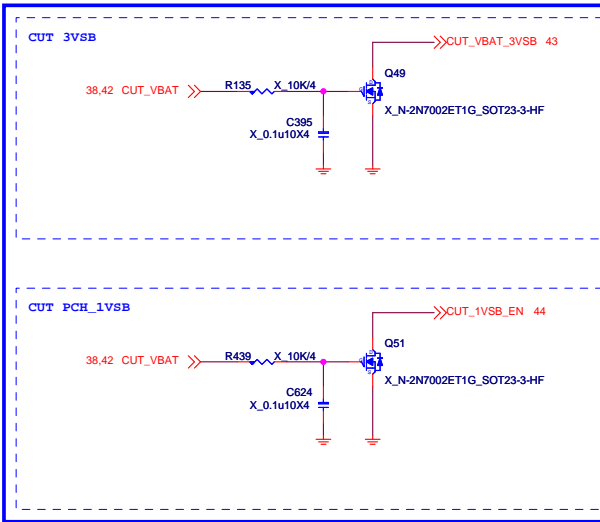 CUT 3VSB
CUT_VBAT_3VSB 43
38,42 CUT_VBAT
R135 X_10K/4
Q49
X_N-2N7002ET1G_SOT23-3-HF
C395
X_0.1u10X4
CUT PCH_1VSB
CUT_1VSB_EN 44
38,42 CUT_VBAT
R439 X_10K/4
Q51
X_N-2N7002ET1G_SOT23-3-HF
C624
X_0.1u10X4